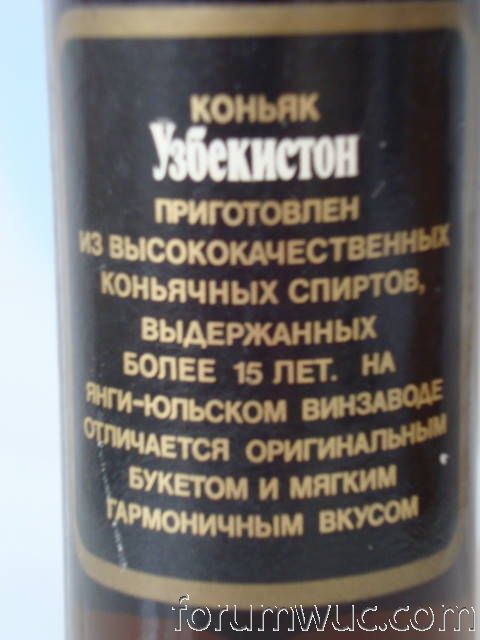 КОНЬЯК
Узбекистон
ПРИГОТОВЛЕН
ИЗ ВЫСОКОКАЧЕСТВЕННЫХ
КОНЬЯЧНЫХ СПИРТОВ,
ВЫДЕРЖАННЫХ
БОЛЕЕ 15 ЛЕТ. НА
ЯНГИ-ЮЛЬСКОМ ВИНЗАВОДЕ
ОТЛИЧАЕТСЯ ОРИГИНАЛЬНЫМ
БУКЕТОМ И МЯГКИМ
ГАРМОНИЧНЫМ ВКУСОМ
forumwuc.com